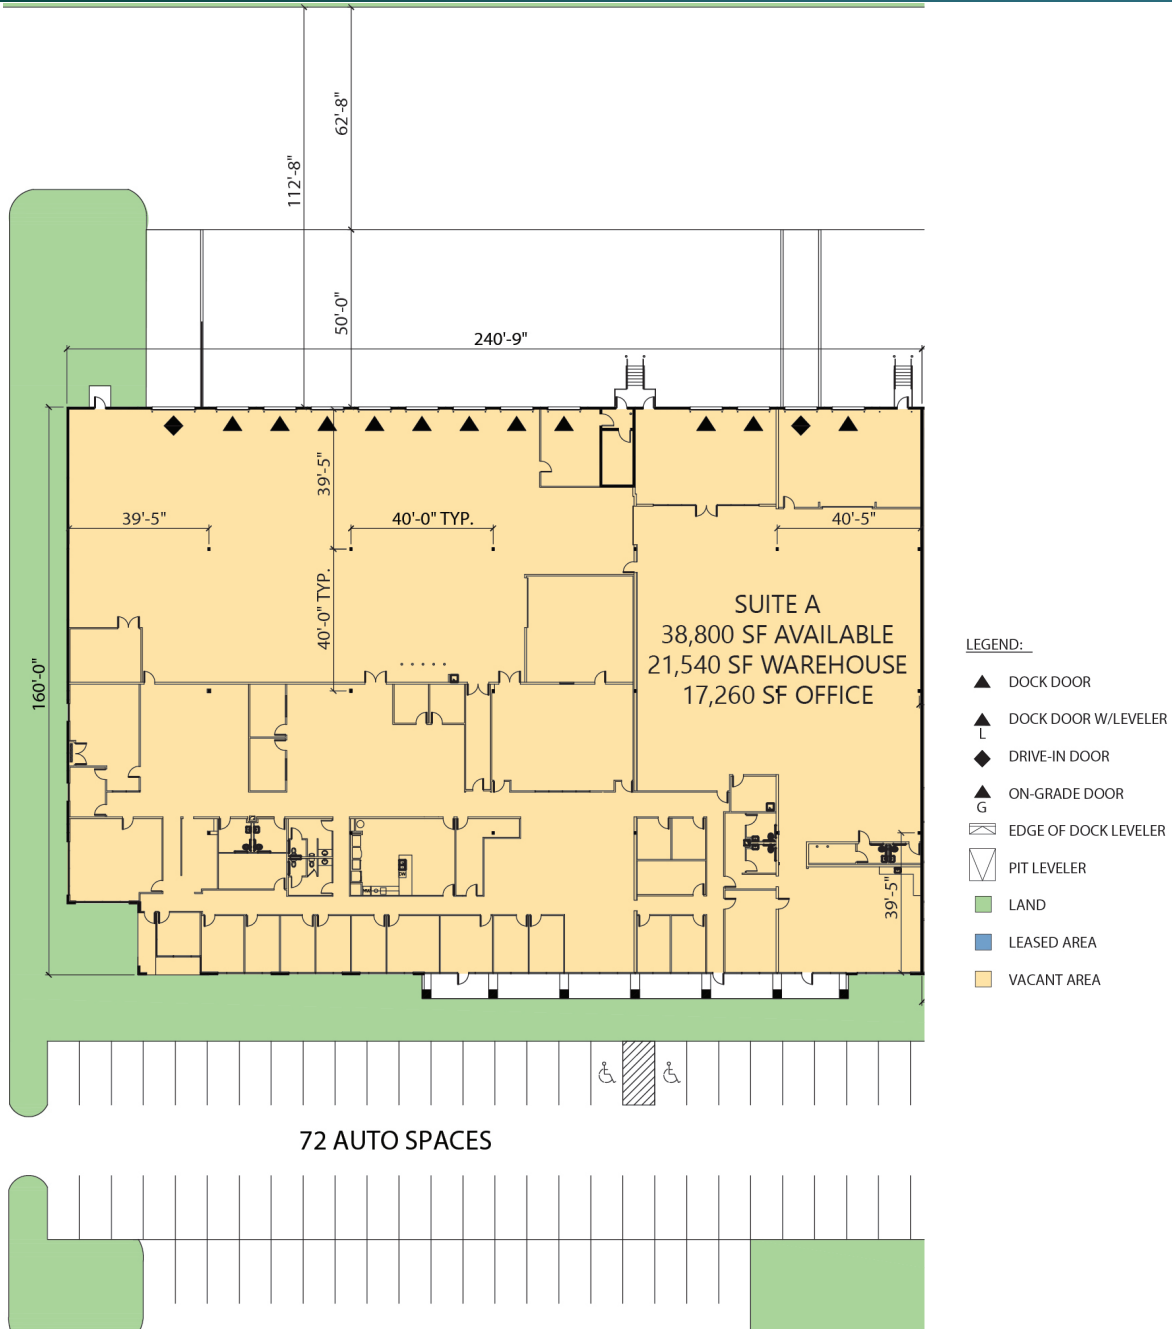 62'-8"
112'-8"
50'-0"
240'-9"
39'-5"
39'-5"
40'-0" TYP.
40'-5"
40'-0" TYP.
160'-0"
SUITE A
38,800 SF AVAILABLE
21,540 SF WAREHOUSE
17,260 SF OFFICE
39'-5"
72 AUTO SPACES
LEGEND:
DOCK DOOR
DOCK DOOR W/LEVELER
L
DRIVE-IN DOOR
ON-GRADE DOOR
G
EDGE OF DOCK LEVELER
PIT LEVELER
LAND
LEASED AREA
VACANT AREA